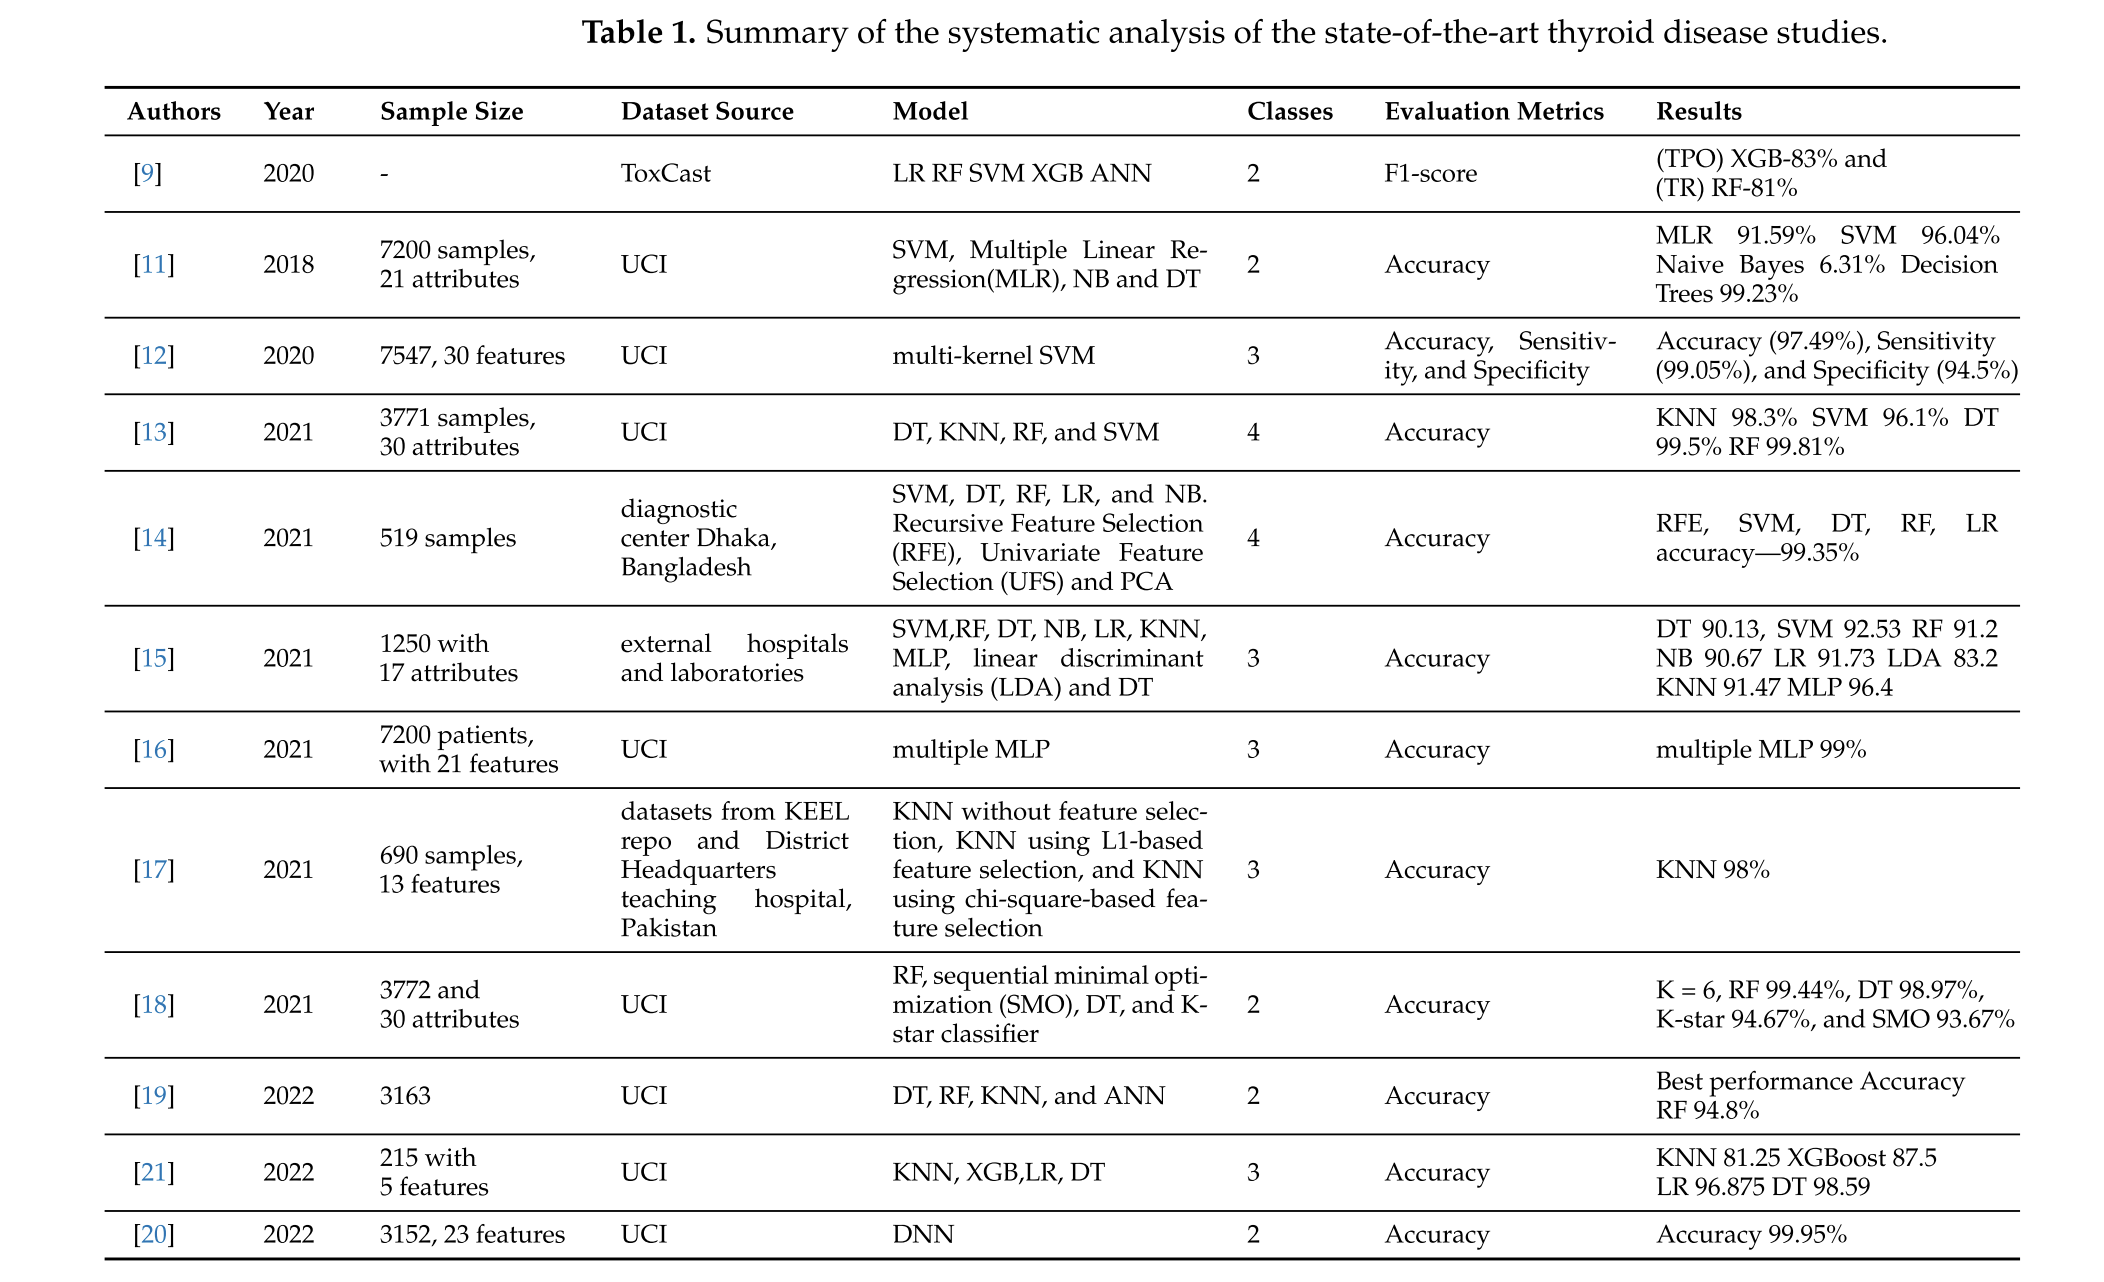 Table 1. Summary of the systematic analysis of the state-of-the-art thyroid disease studies.
Authors Year Sample Size Dataset Source Model Classes Evaluation Metrics Results
[9] 2020 - ToxCast LR RF SVM XGB ANN 2 F1-score (TPO) XGB-83% and
(TR) RF-81%
[11] 2018 7200 samples,
21 attributes
UCI
SVM, Multiple Linear Re-
gression(MLR), NB and DT
2 Accuracy
MLR 91.59% SVM 96.04%
Naive Bayes 6.31% Decision
Trees 99.23%
[12] 2020 7547, 30 features UCI multi-kernel SVM 3
Accuracy, Sensitiv-
ity, and Specificity
Accuracy (97.49%), Sensitivity
(99.05%), and Specificity (94.5%)
[13] 2021
3771 samples,
30 attributes
UCI DT, KNN, RF, and SVM 4 Accuracy
KNN 98.3% SVM 96.1% DT
99.5% RF 99.81%
[14] 2021 519 samples
diagnostic
center Dhaka,
Bangladesh
SVM, DT, RF, LR, and NB.
Recursive Feature Selection
(RFE), Univariate Feature
Selection (UFS) and PCA
4 Accuracy
RFE, SVM, DT, RF, LR
accuracy—99.35%
[15] 2021
1250 with
17 attributes
external hospitals
and laboratories
SVM,RF, DT, NB, LR, KNN,
MLP, linear discriminant
analysis (LDA) and DT
3 Accuracy
DT 90.13, SVM 92.53 RF 91.2
NB 90.67 LR 91.73 LDA 83.2
KNN 91.47 MLP 96.4
[16] 2021
7200 patients,
with 21 features
UCI multiple MLP 3 Accuracy multiple MLP 99%
[17] 2021
690 samples,
13 features
datasets from KEEL
repo and District
Headquarters
teaching hospital,
Pakistan
KNN without feature selec-
tion, KNN using L1-based
feature selection, and KNN
using chi-square-based fea-
ture selection
3 Accuracy KNN 98%
[18] 2021
3772 and
30 attributes
UCI
RF, sequential minimal opti-
mization (SMO), DT, and K-
star classifier
2 Accuracy
K = 6, RF 99.44%, DT 98.97%,
K-star 94.67%, and SMO 93.67%
[19] 2022 3163 UCI DT, RF, KNN, and ANN 2 Accuracy
Best performance Accuracy
RF 94.8%
[21] 2022
215 with
5 features
UCI KNN, XGB,LR, DT 3 Accuracy
KNN 81.25 XGBoost 87.5
LR 96.875 DT 98.59
[20] 2022 3152, 23 features UCI DNN 2 Accuracy Accuracy 99.95%